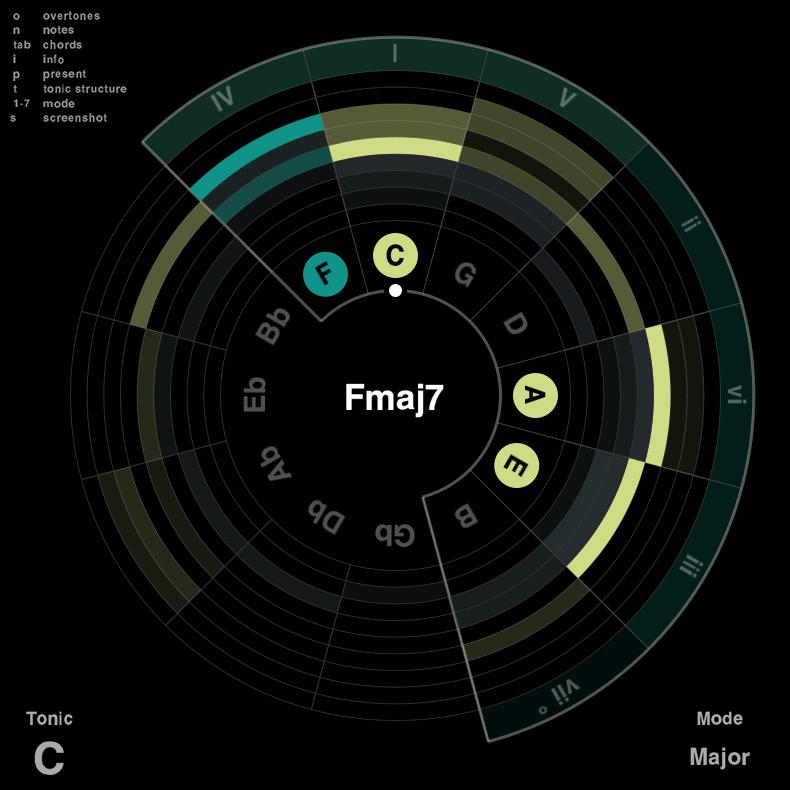 o overtones
n notes
tab chords
i info
p present
t tonic structure
1-7 mode
s screenshot
I
IV
V
ii
vi
iii
vii°
F
C
G
D
A
E
B
Gb
Db
Ab
Eb
Bb
Fmaj7
Tonic
C
Mode
Major